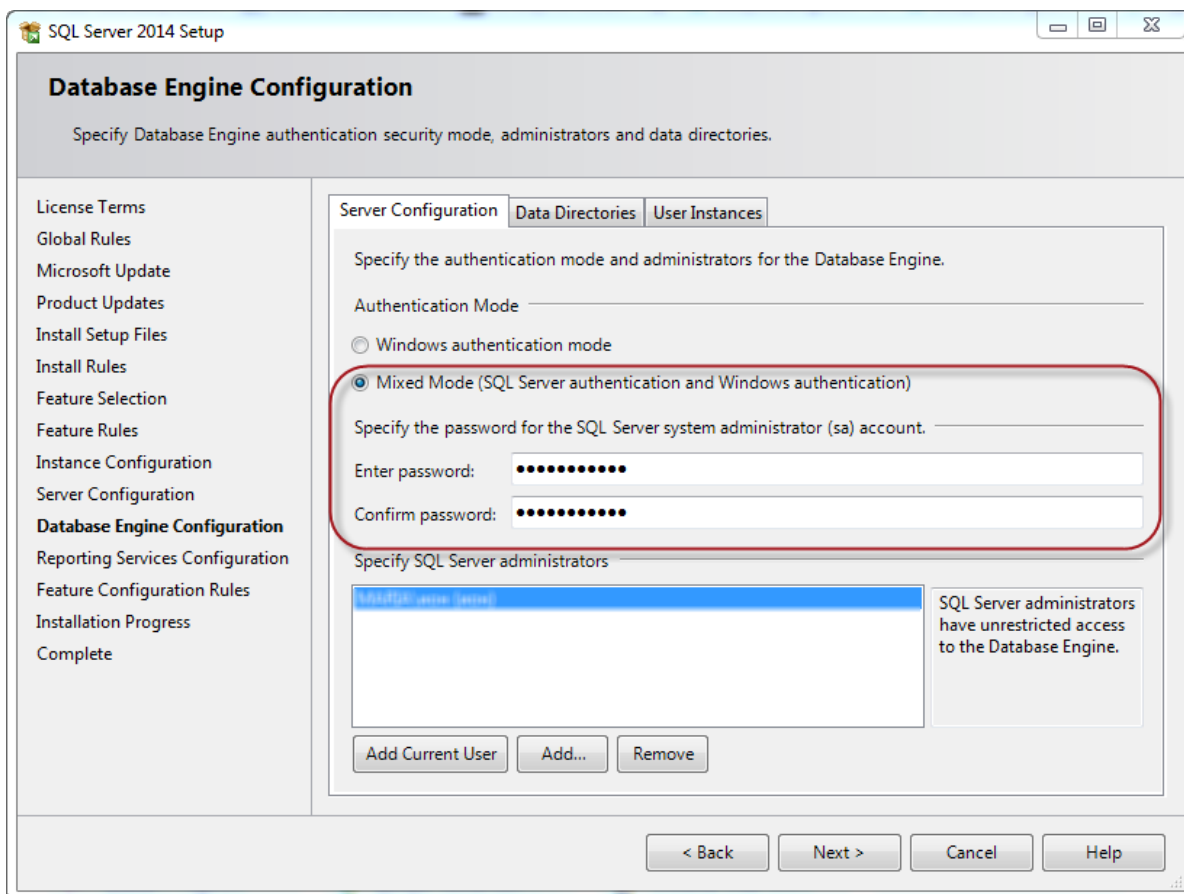 SQL Server 2014 Setup
Database Engine Configuration
Specify Database Engine authentication security mode, administrators and data directories.
License Terms
Global Rules
Microsoft Update
Product Updates
Install Setup Files
Install Rules
Feature Selection
Feature Rules
Instance Configuration
Server Configuration
Database Engine Configuration
Reporting Services Configuration
Feature Configuration Rules
Installation Progress
Complete
Server Configuration Data Directories User Instances
Specify the authentication mode and administrators for the Database Engine.
Authentication Mode
Windows authentication mode
Mixed Mode (SQL Server authentication and Windows authentication)
Specify the password for the SQL Server system administrator (sa) account.
Enter password: ●●●●●●●●●●●
Confirm password: ●●●●●●●●●●●
Specify SQL Server administrators
SQL Server administrators
have unrestricted access
to the Database Engine.
Add Current User Add... Remove
< Back Next > Cancel Help